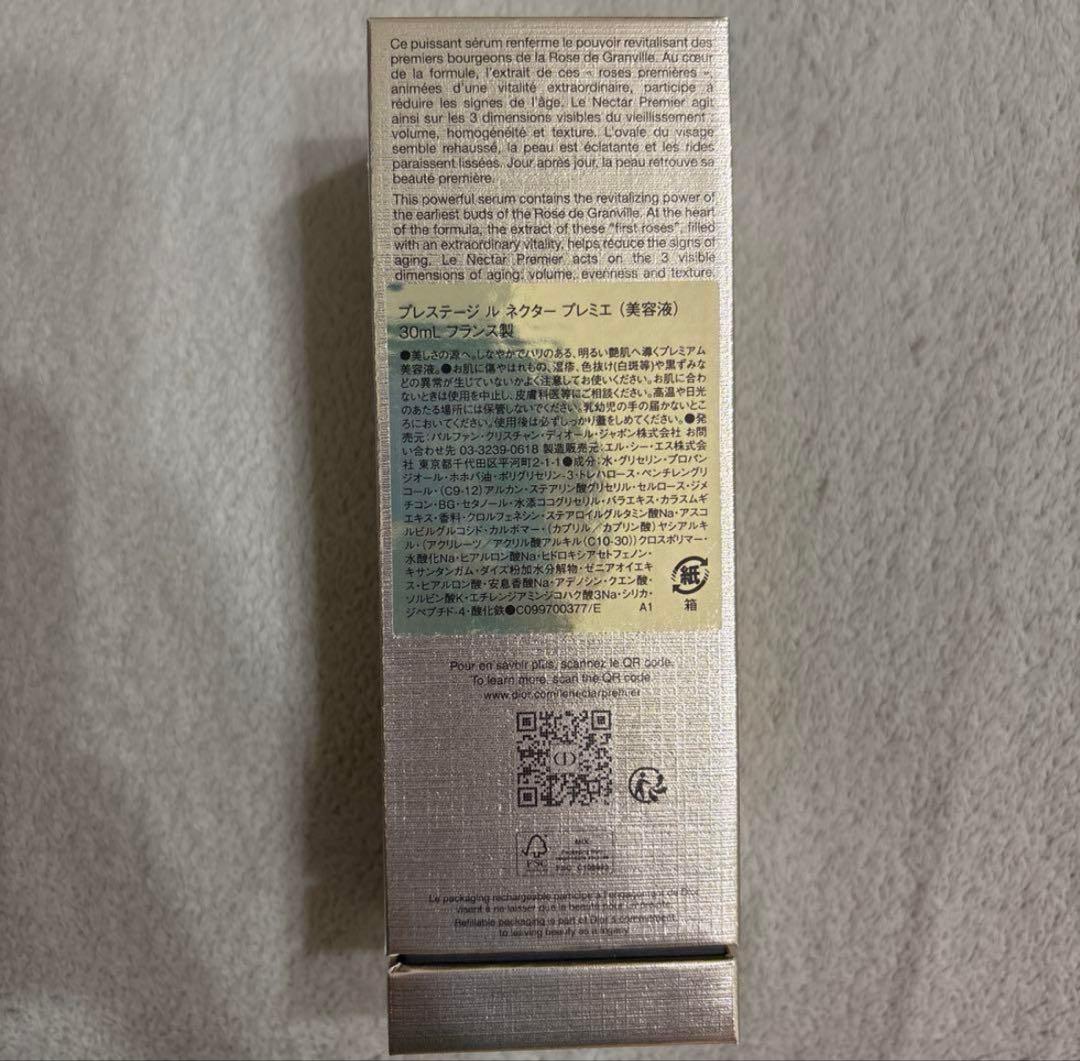 Ce puissant sérum renferme le pouvoir revitalisant des
premiers bourgeons de la Rose de Granville. Au cœur
de la formule, l'extrait de ces « roses premières »,
animées d'une vitalité extraordinaire, participe à
réduire les signes de l'âge. Le Nectar Premier agit
ainsi sur les 3 dimensions visibles du vieillissement :
volume, homogénéité et texture. L'ovale du visage
semble rehaussé, la peau est éclatante et les rides
paraissent lissées. Jour après jour, la peau retrouve sa
beauté première.
This powerful serum contains the revitalizing power of
the earliest buds of the Rose de Granville. At the heart
of the formula, the extract of these "first roses", filled
with an extraordinary vitality, helps reduce the signs of
aging. Le Nectar Premier acts on the 3 visible
dimensions of aging: volume, evenness and texture.
プレステージ ル ネクター プレミエ (美容液)
30mL フランス製
●美しさの源へ。しなやかでハリのある、明るい艶肌へ導くプレミアム
美容液。●お肌に傷やはれもの、湿疹、色抜け(白斑等)や黒ずみな
どの異常が生じていないかよく注意してお使いください。お肌に合わ
ないときは使用を中止し、皮膚科医等にご相談ください。高温や日光
のあたる場所には保管しないでください。乳幼児の手の届かないとこ
ろにおいてください。使用後は必ずしっかり蓋をしめてください。●発
売元:パルファン・クリスチャン・ディオール・ジャポン株式会社 お問
い合わせ先 03-3239-0618 製造販売元:エル・シー・エス株式会
社 東京都千代田区平河町2-1-1●成分:水・グリセリン・プロパン
ジオール・ホホバ油・ポリグリセリン-3・トレハロース・ペンチレングリ
コール・(C9-12)アルカン・ステアリン酸グリセリル・セルロース・ジメ
チコン・BG・セタノール・水添ココグリセリル・バラエキス・カラスムギ
エキス・香料・クロルフェネシン・ステアロイルグルタミン酸Na・アスコ
ルビルグルコシド・カルボマー・(カプリル/カプリン酸)ヤシアルキ
ル・(アクリレーツ/アクリル酸アルキル(C10-30))クロスポリマー・
水酸化Na・ヒアルロン酸Na・ヒドロキシアセトフェノン・
キサンタンガム・ダイズ粉加水分解物・ゼニアオイエキ
ス・ヒアルロン酸・安息香酸Na・アデノシン・クエン酸・
ソルビン酸K・エチレンジアミンジコハク酸3Na・シリカ・
ジペプチド-4・酸化鉄●C099700377/E A1
紙
箱
Pour en savoir plus, scannez le QR code.
To learn more, scan the QR code
www.dior.com/lenectarpremier
CD
FSC
MIX
Le packaging rechargeable participe à l'engagement de Dior
visant à ne laisser que la beauté pour
Refillable packaging is part of Dior's commitment
to leaving beauty as a legacy